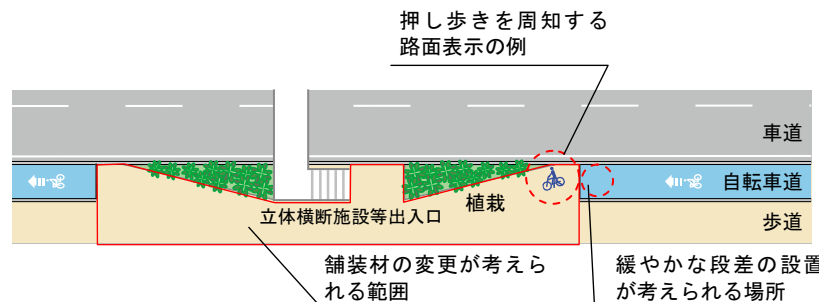 押し歩きを周知する
路面表示の例
車道
自転車道
植栽
立体横断施設等出入口
歩道
舗装材の変更が考えら
れる範囲
緩やかな段差の設置
が考えられる場所